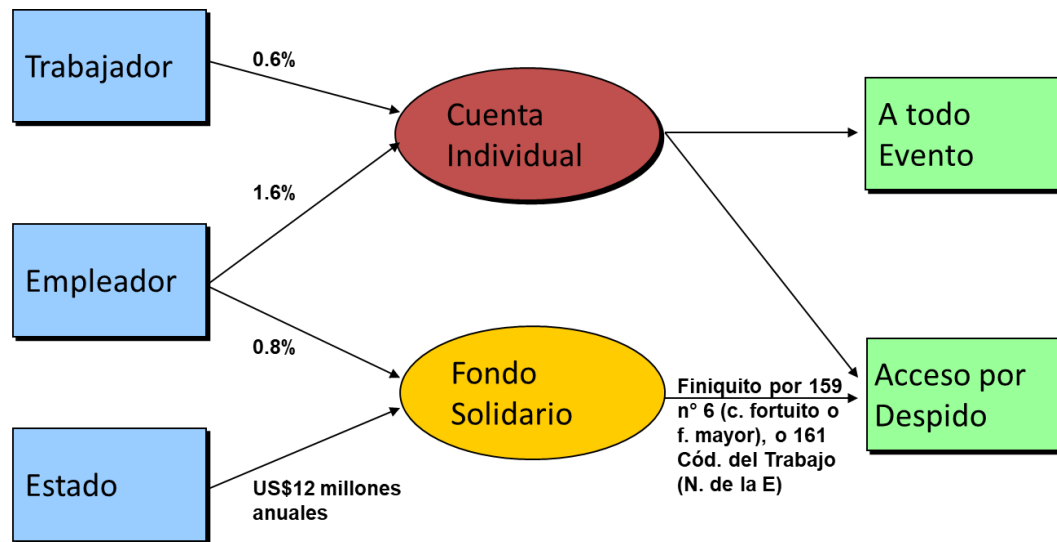 Trabajador
0.6%
Cuenta
Individual
A todo
Evento
1.6%
Empleador
0.8%
Fondo
Solidario
Finiquito por 159
n° 6 (c. fortuito o
f. mayor), o 161
Cód. del Trabajo
(N. de la E)
Acceso por
Despido
Estado
US$12 millones
anuales